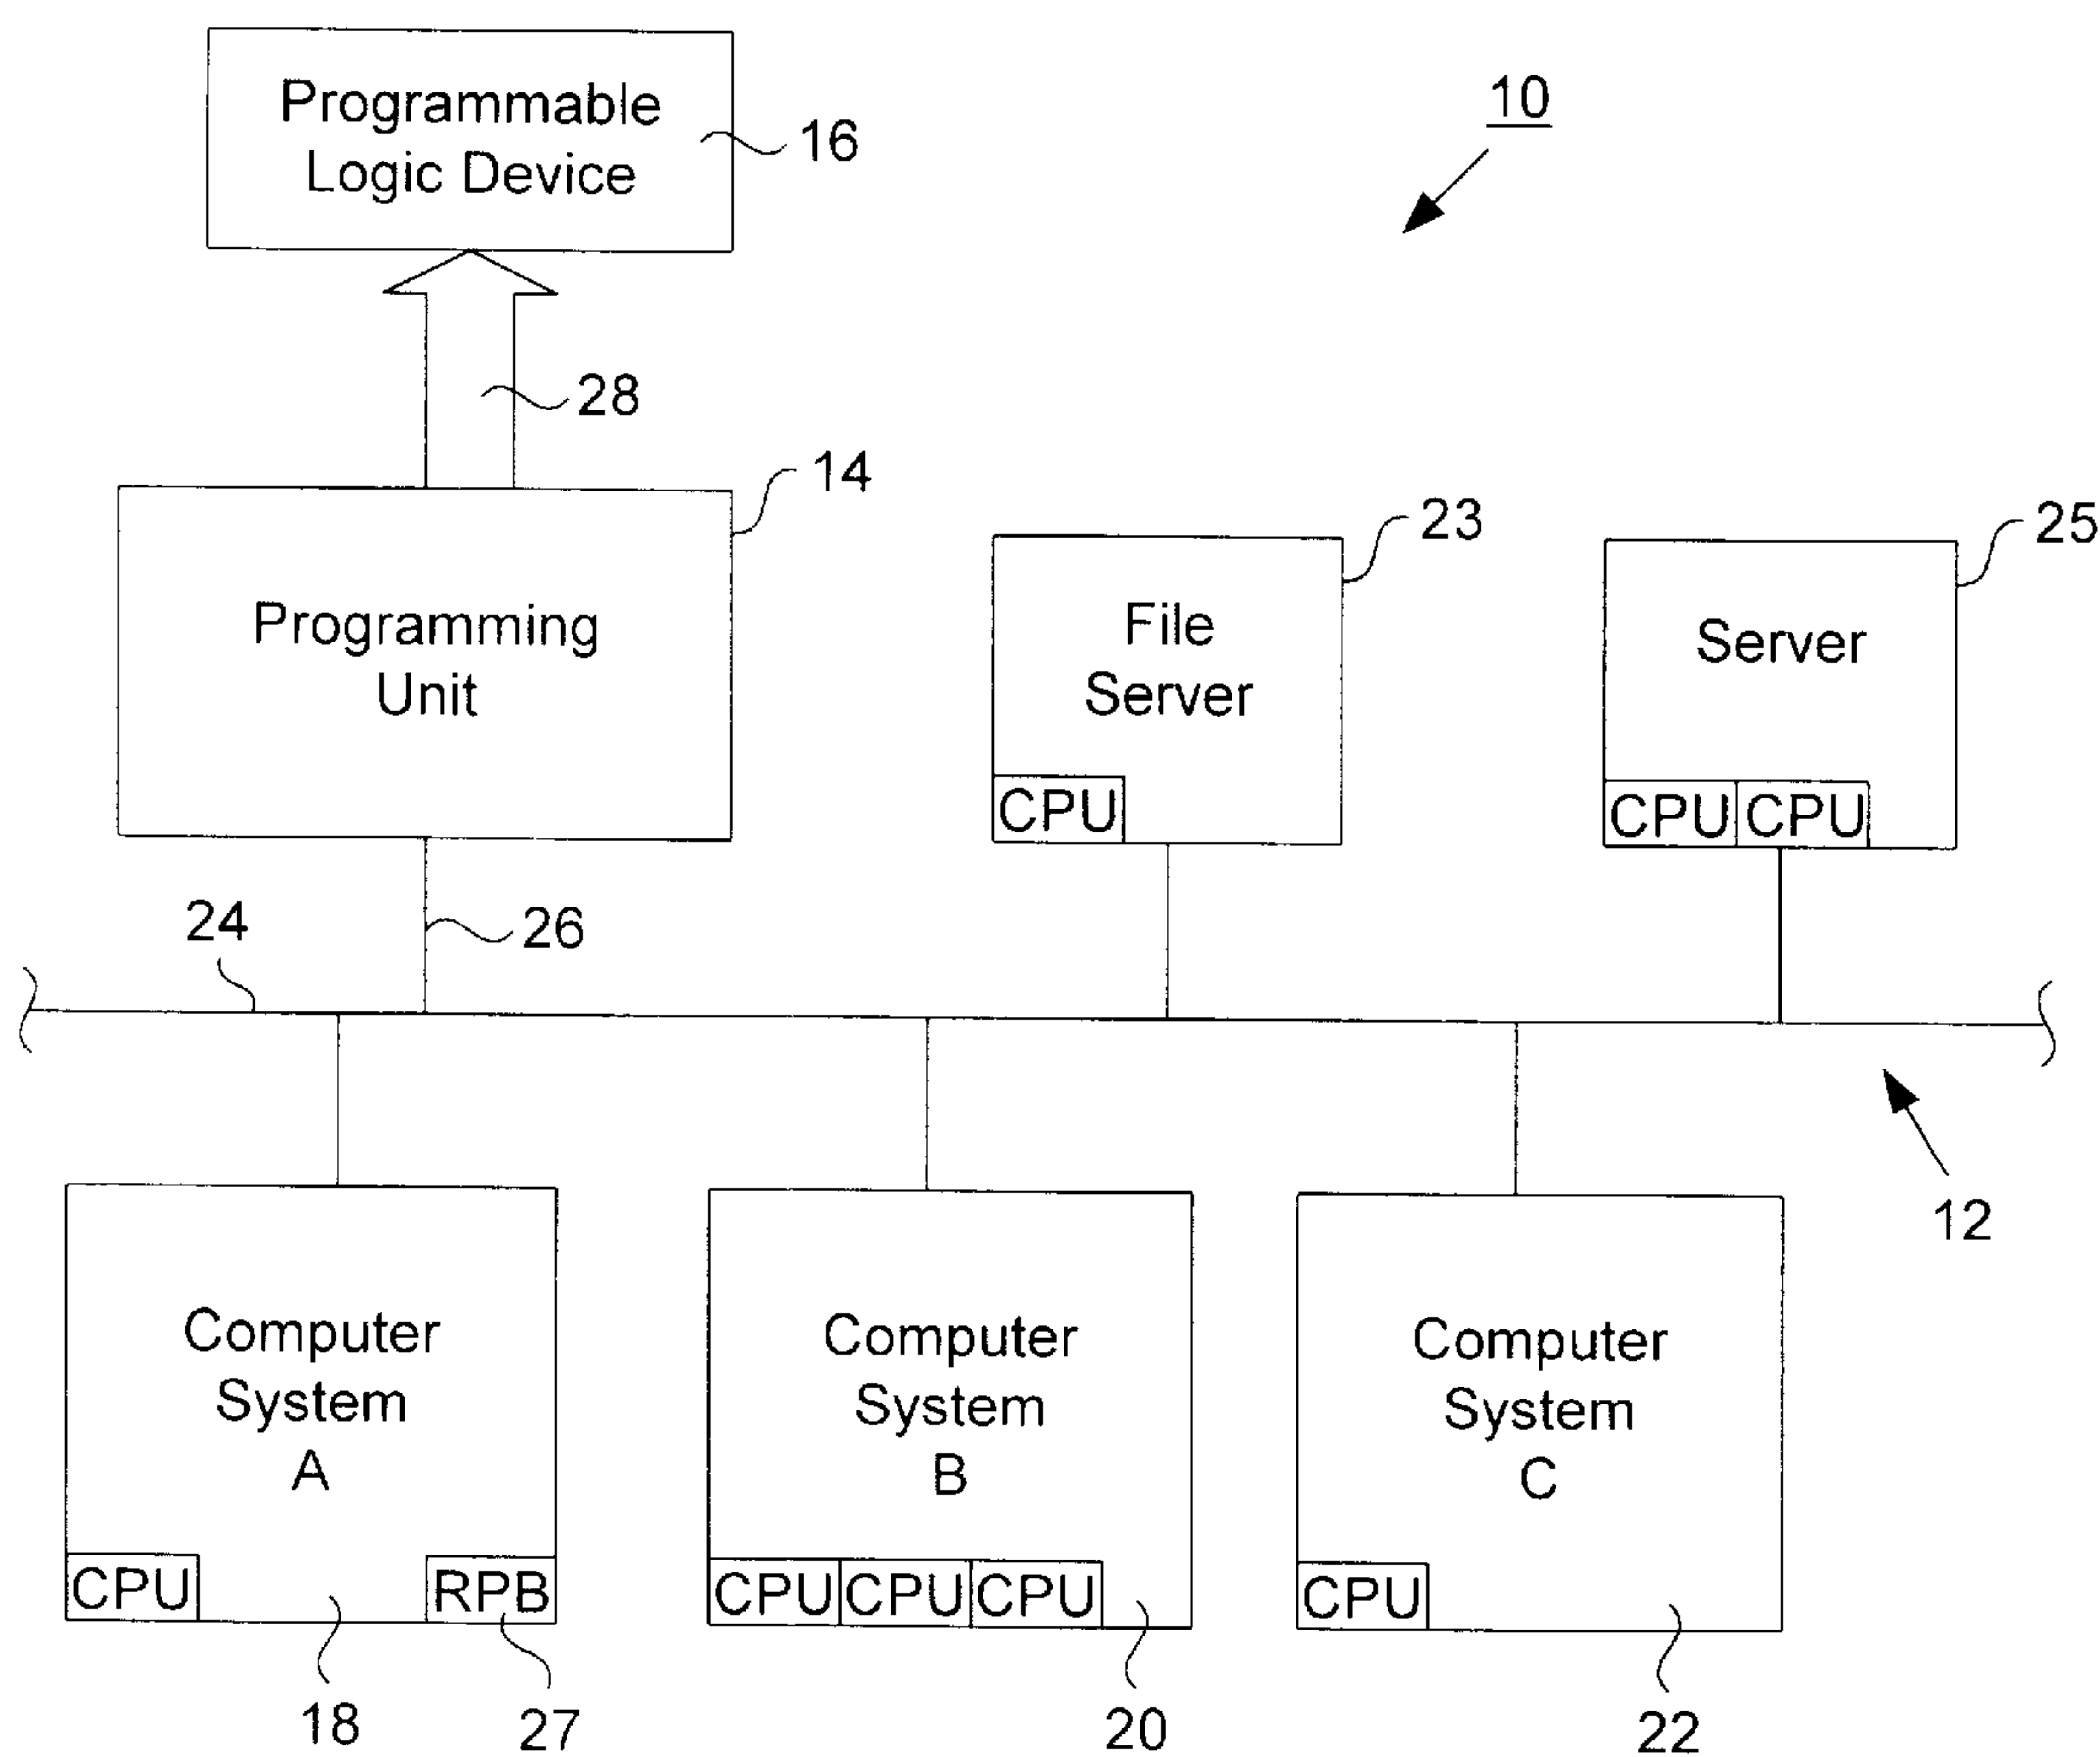 Programmable
Logic Device
16
10
28
14
Programming
Unit
23
File
Server
CPU
25
Server
CPU CPU
24
26
12
Computer
System
A
CPU
RPB
18
27
Computer
System
B
CPU CPU CPU
20
Computer
System
C
CPU
22